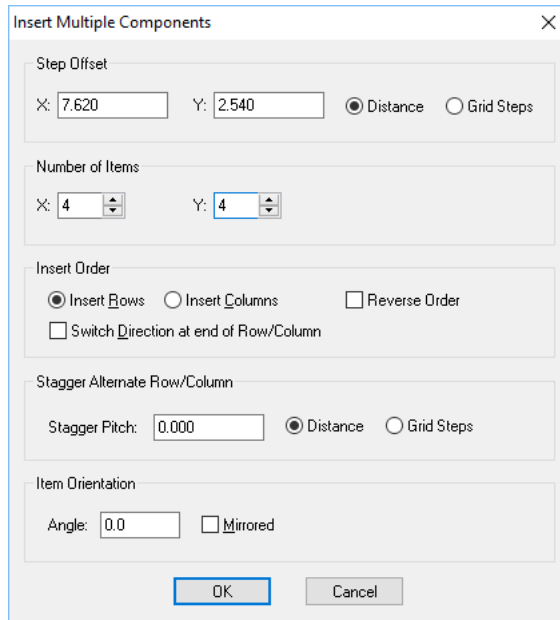 Insert Multiple Components
Step Offset
X: 7.620 Y: 2.540 Distance Grid Steps
Number of Items
X: 4 Y: 4
Insert Order
Insert Rows Insert Columns Reverse Order
Switch Direction at end of Row/Column
Stagger Alternate Row/Column
Stagger Pitch: 0.000 Distance Grid Steps
Item Orientation
Angle: 0.0 Mirrored
OK Cancel